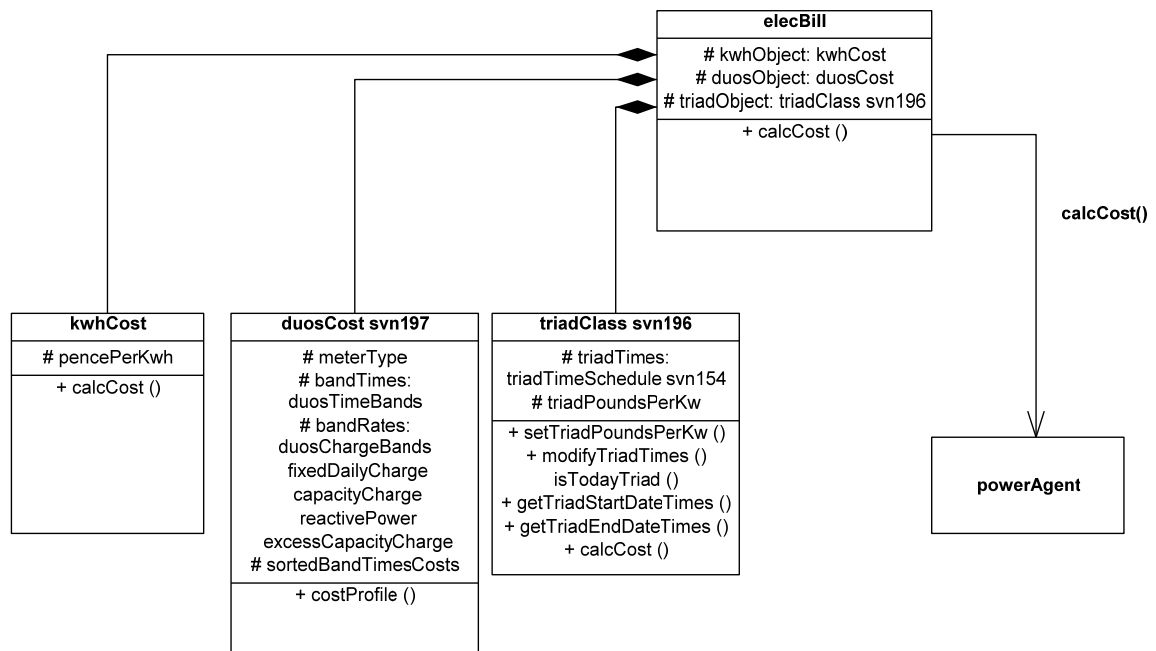 elecBill
# kwhObject: kwhCost
# duosObject: duosCost
# triadObject: triadClass svn196
+ calcCost ()
calcCost()
kwhCost
# pencePerKwh
+ calcCost ()
duosCost svn197
# meterType
# bandTimes:
duosTimeBands
# bandRates:
duosChargeBands
fixedDailyCharge
capacityCharge
reactivePower
excessCapacityCharge
# sortedBandTimesCosts
+ costProfile ()
triadClass svn196
# triadTimes:
triadTimeSchedule svn154
# triadPoundsPerKw
+ setTriadPoundsPerKw ()
+ modifyTriadTimes ()
isTodayTriad ()
+ getTriadStartDateTimes ()
+ getTriadEndDateTimes ()
+ calcCost ()
powerAgent